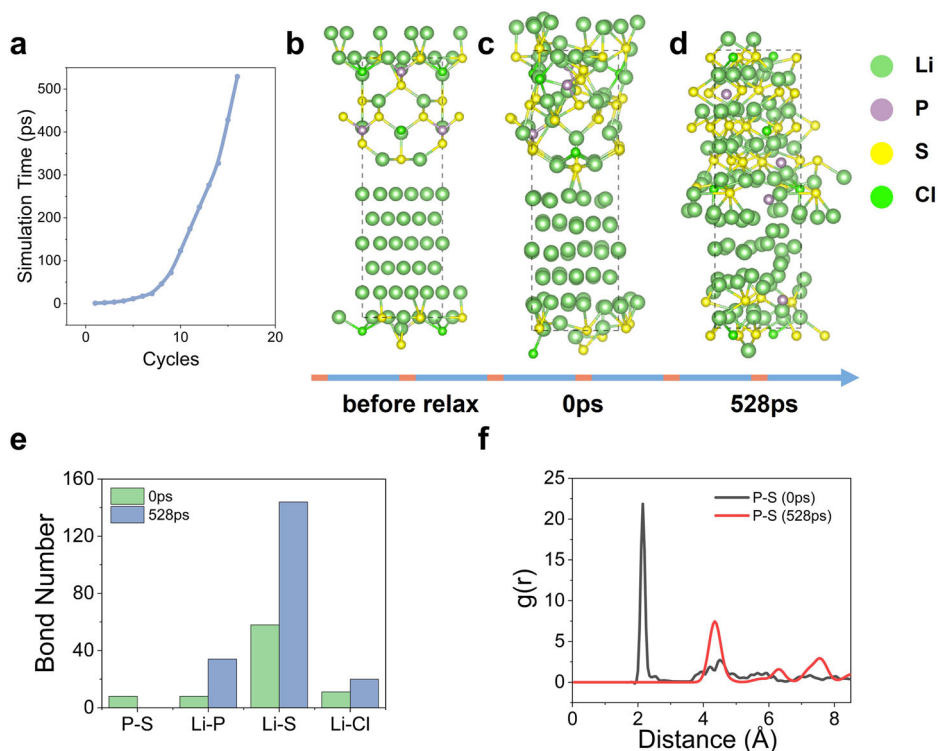 a
b
c
d
Simulation Time (ps)
500
400
300
200
100
0
0
10
20
Cycles
Li
P
S
Cl
before relax
0ps
528ps
e
Bond Number
160
120
80
40
0
0ps
528ps
P-S
Li-P
Li-S
Li-Cl
f
g(r)
25
20
15
10
5
0
P-S (0ps)
P-S (528ps)
0
2
4
6
8
Distance (Å)